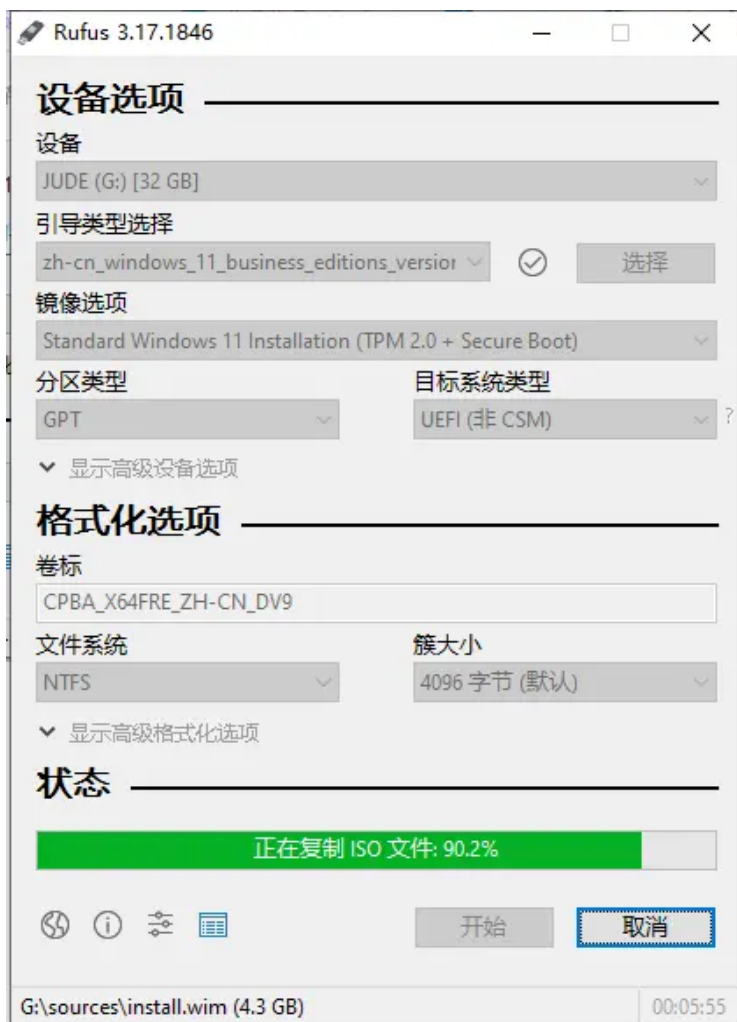 Rufus 3.17.1846
设备选项
设备
JUDE (G:) [32 GB]
引导类型选择
zh-cn_windows_11_business_editions_version
选择
镜像选项
Standard Windows 11 Installation (TPM 2.0 + Secure Boot)
分区类型 目标系统类型
GPT UEFI (非 CSM) ?
显示高级设备选项
格式化选项
卷标
CPBA_X64FRE_ZH-CN_DV9
文件系统 簇大小
NTFS 4096 字节 (默认)
显示高级格式化选项
状态
正在复制 ISO 文件: 90.2%
开始 取消
G:\sources\install.wim (4.3 GB) 00:05:55